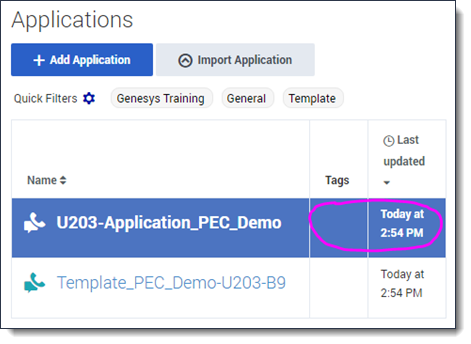 Applications
+ Add Application
Import Application
Quick Filters
Genesys Training
General
Template
Name
Tags
Last
updated
U203-Application_PEC_Demo
Today at
2:54 PM
Template_PEC_Demo-U203-B9
Today at
2:54 PM